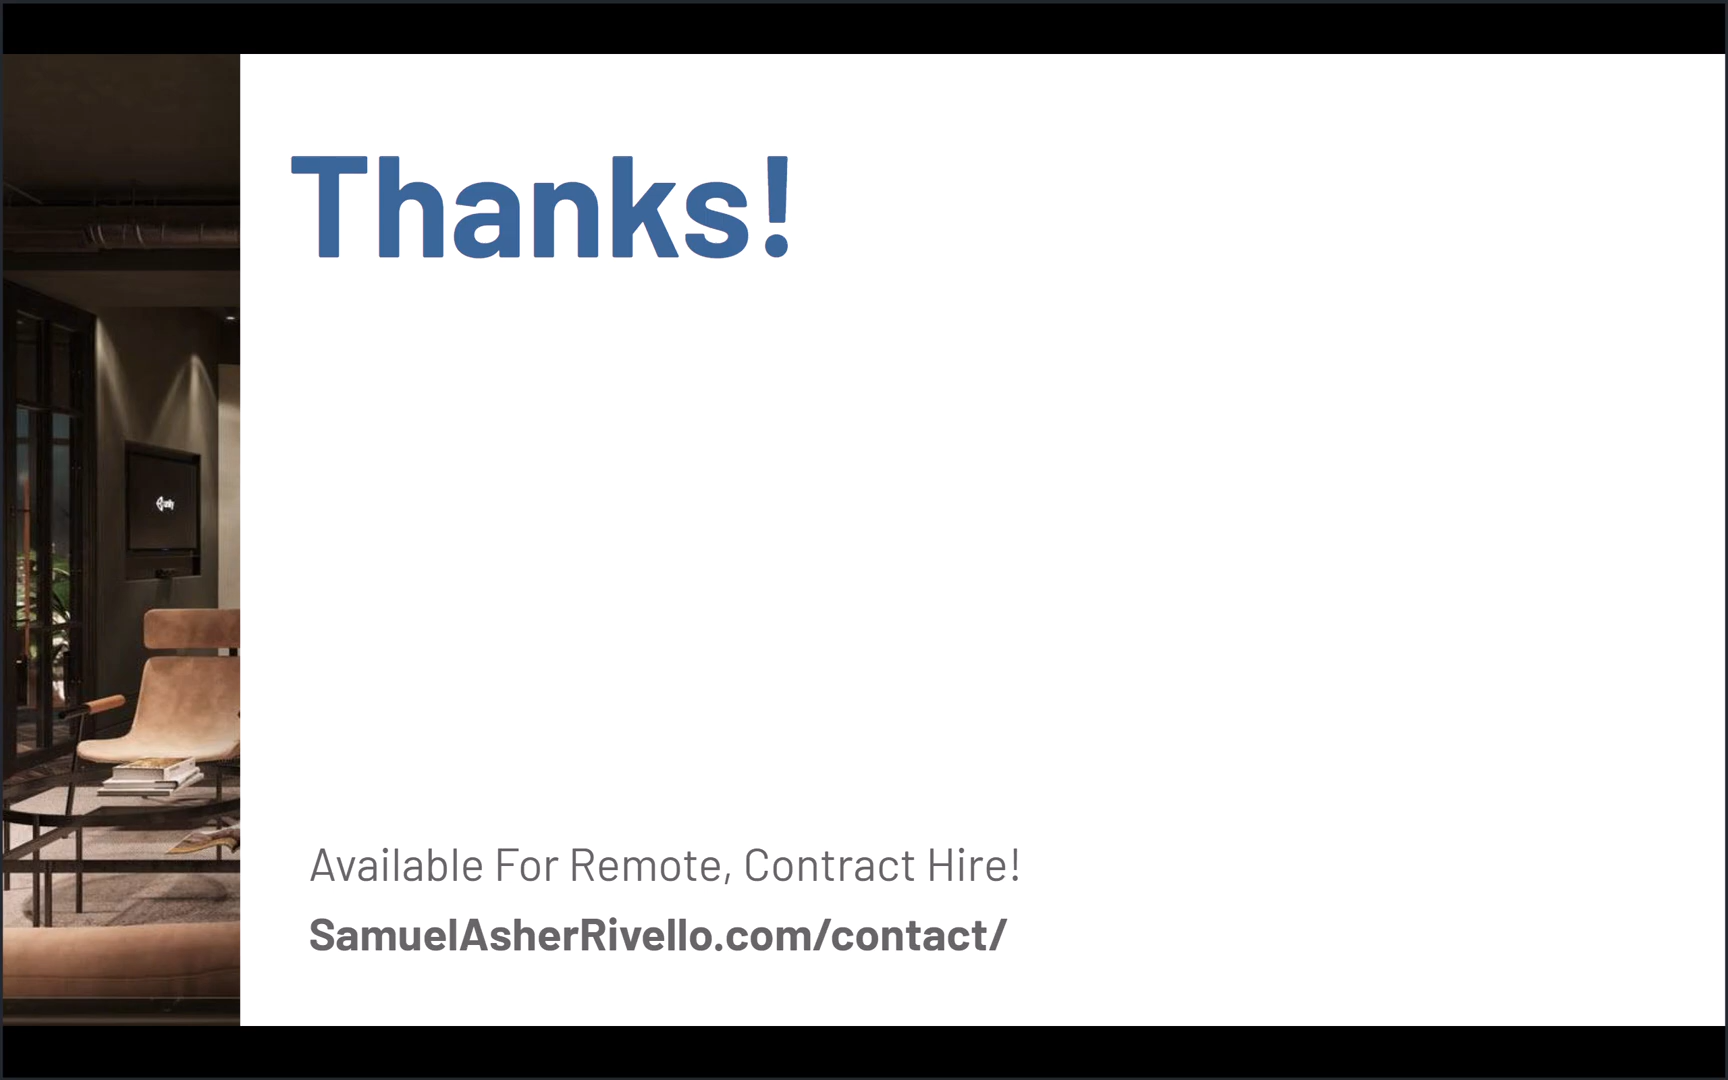 Thanks!
Available For Remote, Contract Hire!
SamuelAsherRivello.com/contact/